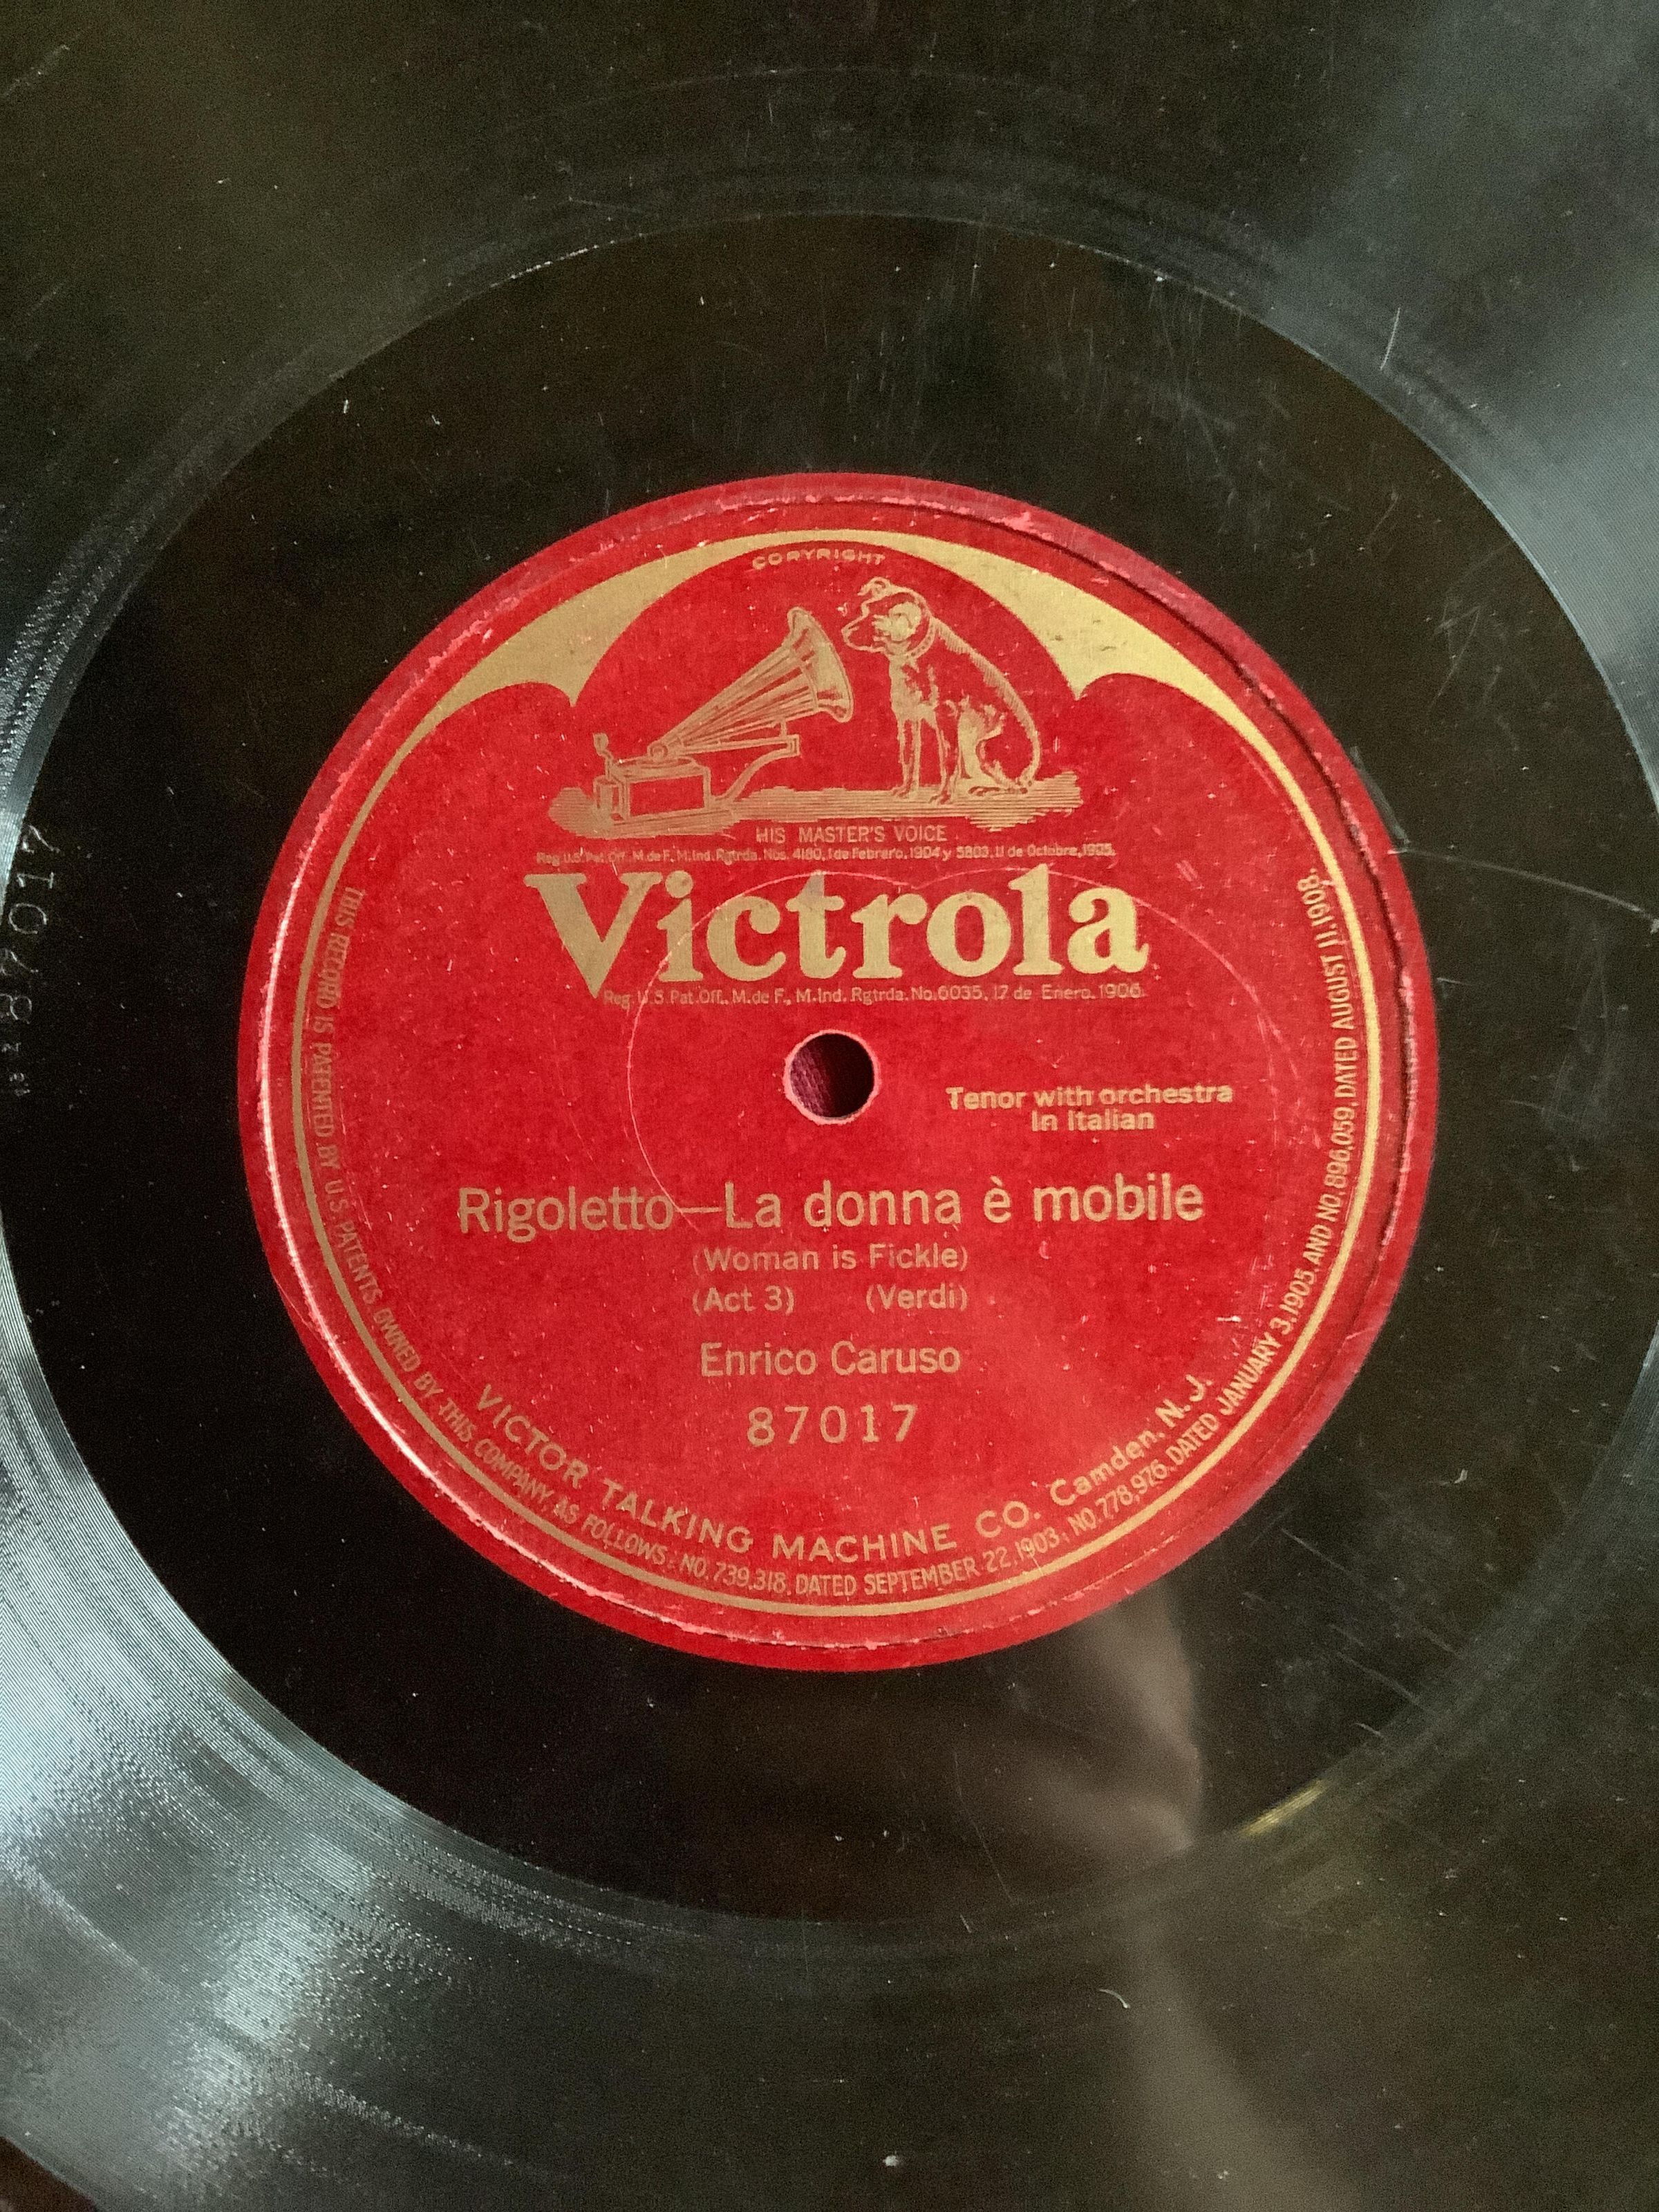 COPYRIGHT
HIS MASTER'S VOICE
Reg. U.S. Pat. Off., M. de F., M. Ind. Rgtrda. Nos. 4180, 1 de Febrero, 1904 y 5803, 11 de Octobre, 1905.
Victrola
Reg. U.S. Pat. Off., M. de F., M. Ind. Rgtrda. No. 6035, 17 de Enero. 1906.
Tenor with orchestra
In Italian
Rigoletto—La donna è mobile
(Woman is Fickle)
(Act 3) (Verdi)
Enrico Caruso
87017
VICTOR TALKING MACHINE CO. Camden, N. J.
THIS RECORD IS PATENTED BY U.S. PATENTS OWNED BY THIS COMPANY, AS FOLLOWS: NO. 739,318, DATED SEPTEMBER 22, 1903; NO. 778,976, DATED JANUARY 3, 1905, AND NO. 896,059, DATED AUGUST 11, 1908.
87017